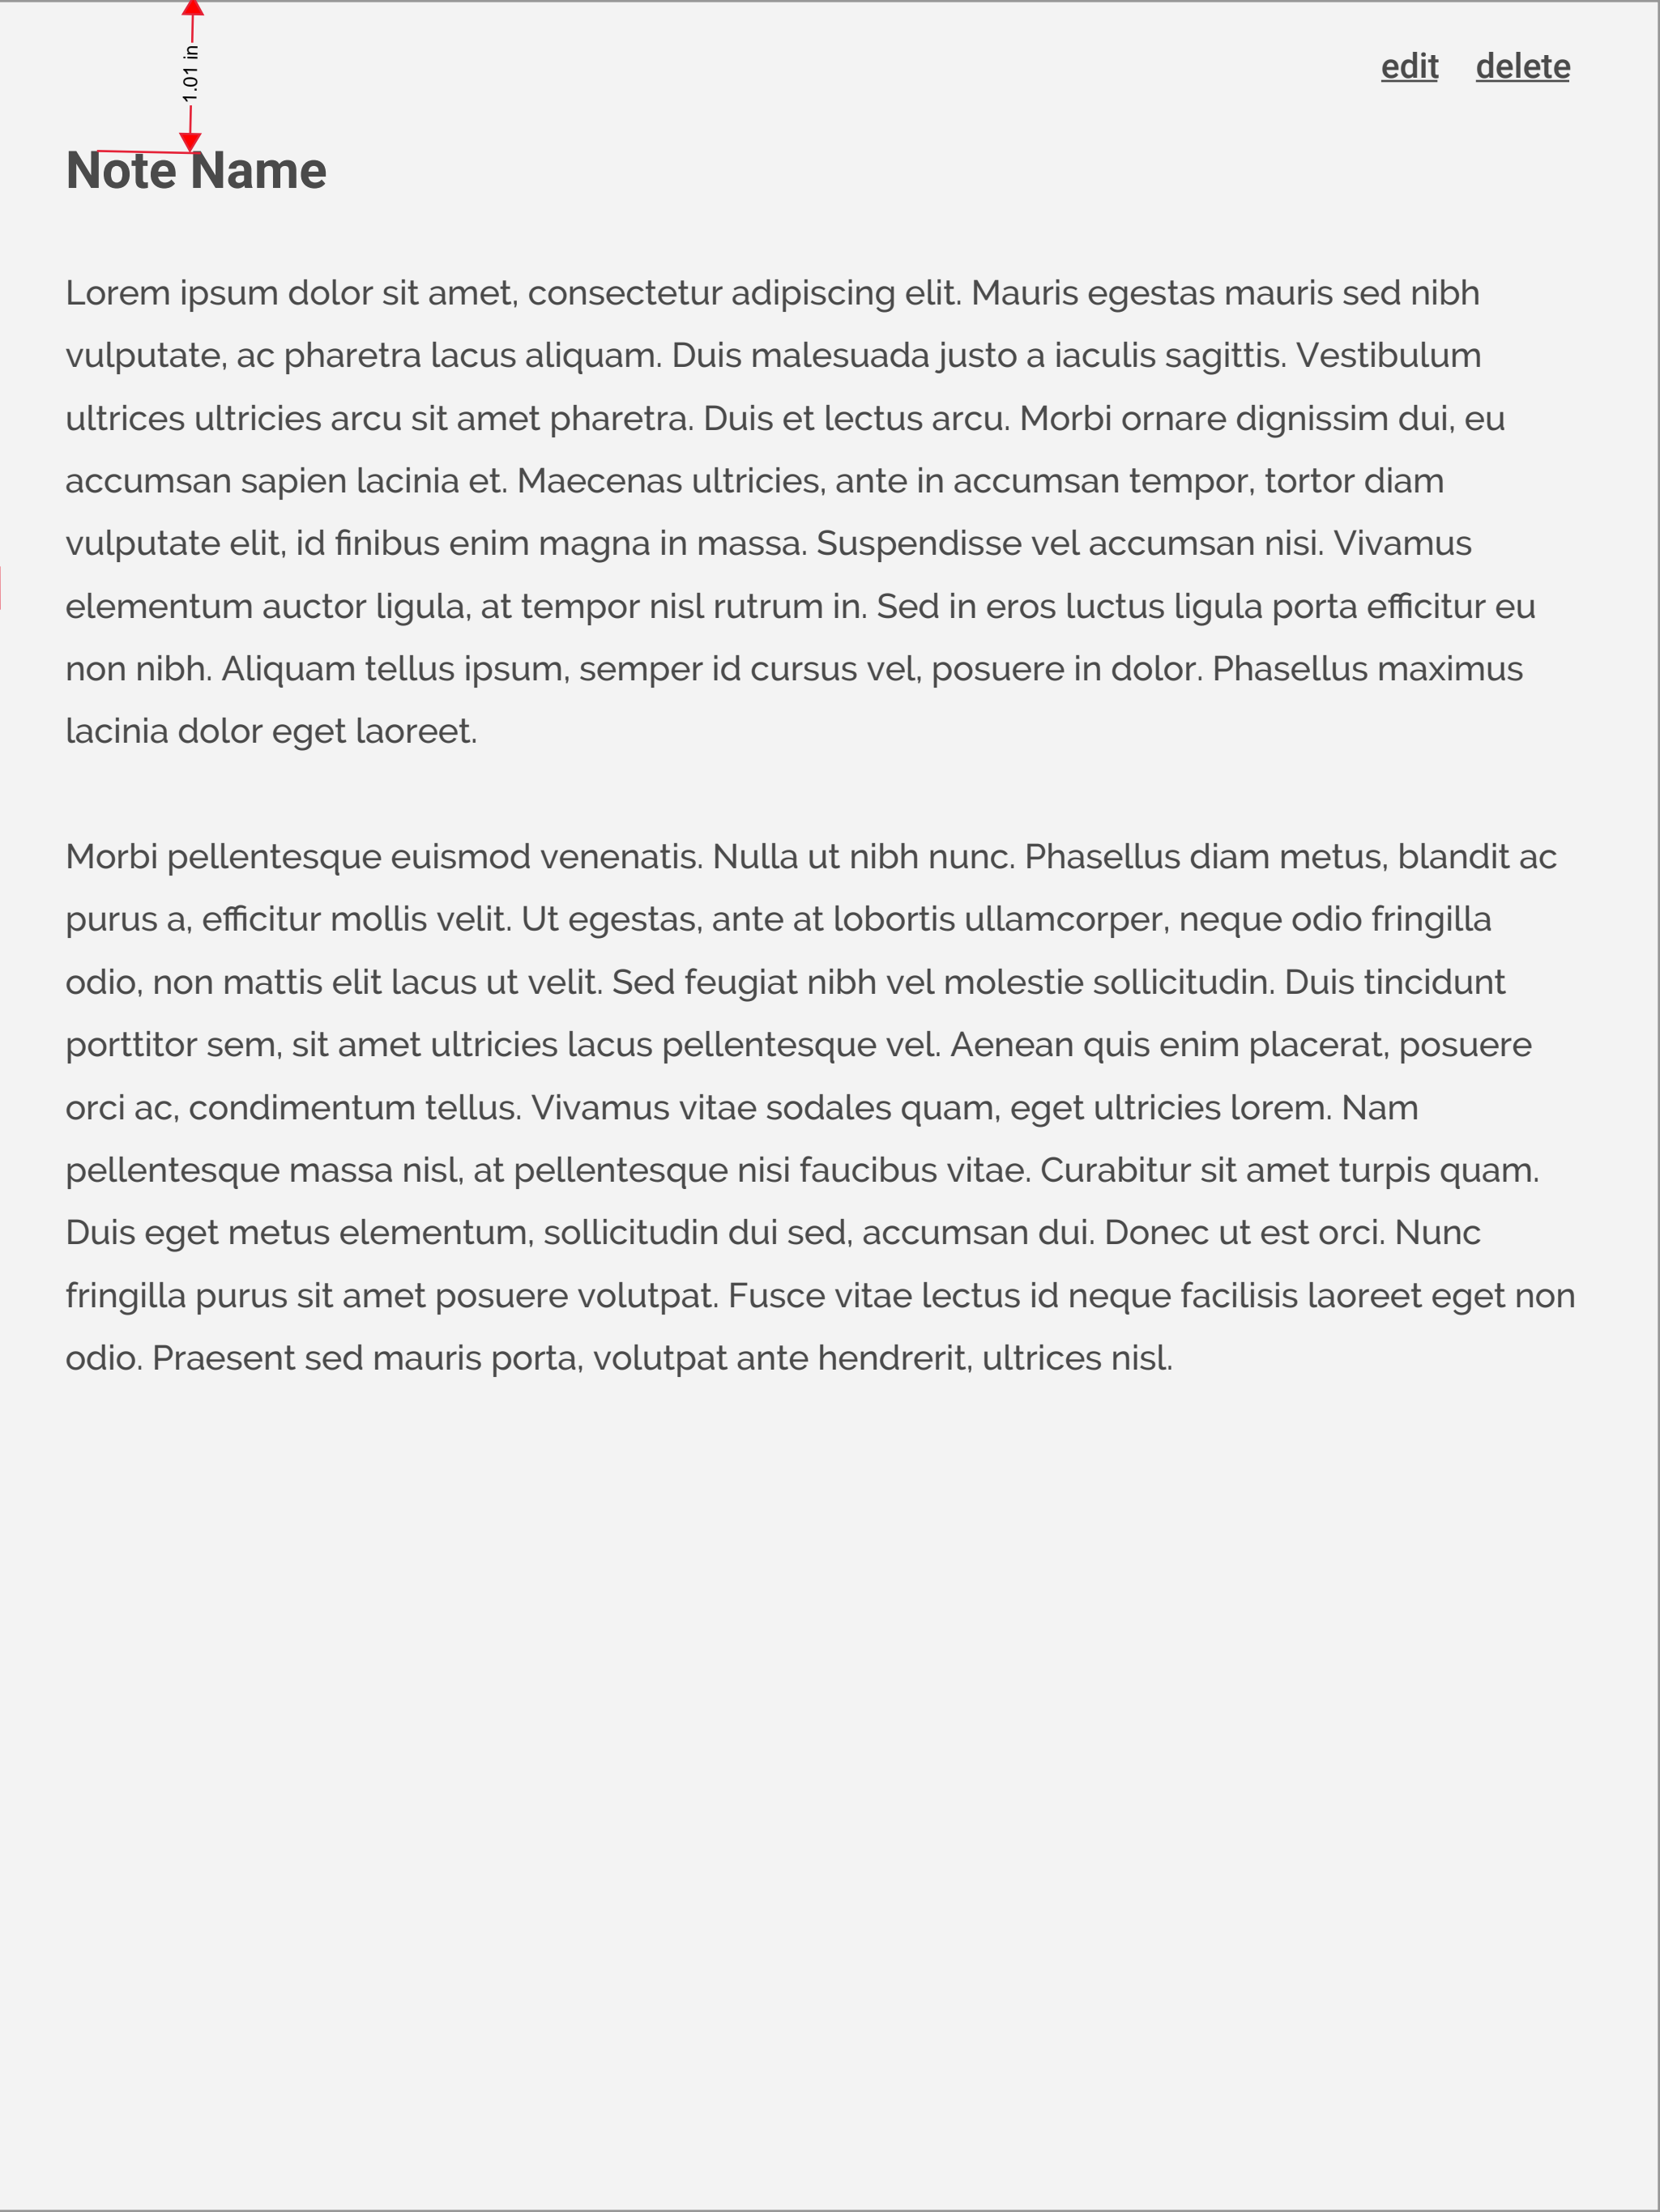 1.01 in
edit delete
Note Name
Lorem ipsum dolor sit amet, consectetur adipiscing elit. Mauris egestas mauris sed nibh
vulputate, ac pharetra lacus aliquam. Duis malesuada justo a iaculis sagittis. Vestibulum
ultrices ultricies arcu sit amet pharetra. Duis et lectus arcu. Morbi ornare dignissim dui, eu
accumsan sapien lacinia et. Maecenas ultricies, ante in accumsan tempor, tortor diam
vulputate elit, id finibus enim magna in massa. Suspendisse vel accumsan nisi. Vivamus
elementum auctor ligula, at tempor nisl rutrum in. Sed in eros luctus ligula porta efficitur eu
non nibh. Aliquam tellus ipsum, semper id cursus vel, posuere in dolor. Phasellus maximus
lacinia dolor eget laoreet.
Morbi pellentesque euismod venenatis. Nulla ut nibh nunc. Phasellus diam metus, blandit ac
purus a, efficitur mollis velit. Ut egestas, ante at lobortis ullamcorper, neque odio fringilla
odio, non mattis elit lacus ut velit. Sed feugiat nibh vel molestie sollicitudin. Duis tincidunt
porttitor sem, sit amet ultricies lacus pellentesque vel. Aenean quis enim placerat, posuere
orci ac, condimentum tellus. Vivamus vitae sodales quam, eget ultricies lorem. Nam
pellentesque massa nisl, at pellentesque nisi faucibus vitae. Curabitur sit amet turpis quam.
Duis eget metus elementum, sollicitudin dui sed, accumsan dui. Donec ut est orci. Nunc
fringilla purus sit amet posuere volutpat. Fusce vitae lectus id neque facilisis laoreet eget non
odio. Praesent sed mauris porta, volutpat ante hendrerit, ultrices nisl.